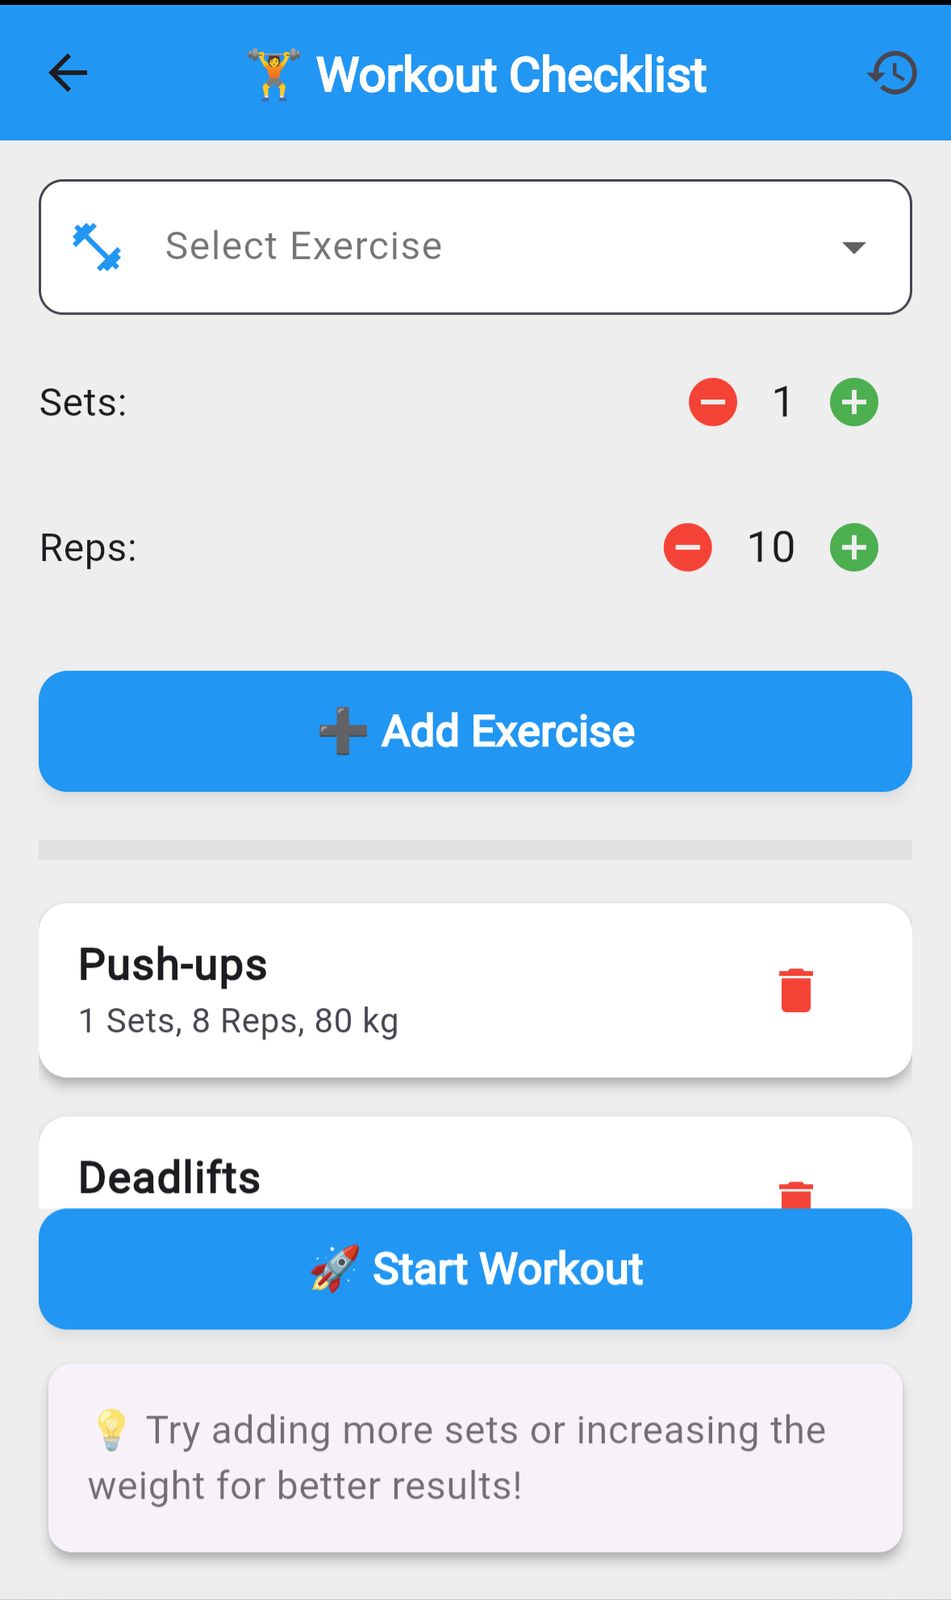 🏋️ Workout Checklist
Select Exercise
Sets: 1
Reps: 10
➕ Add Exercise
Push-ups
1 Sets, 8 Reps, 80 kg
Deadlifts
🚀 Start Workout
💡 Try adding more sets or increasing the
weight for better results!